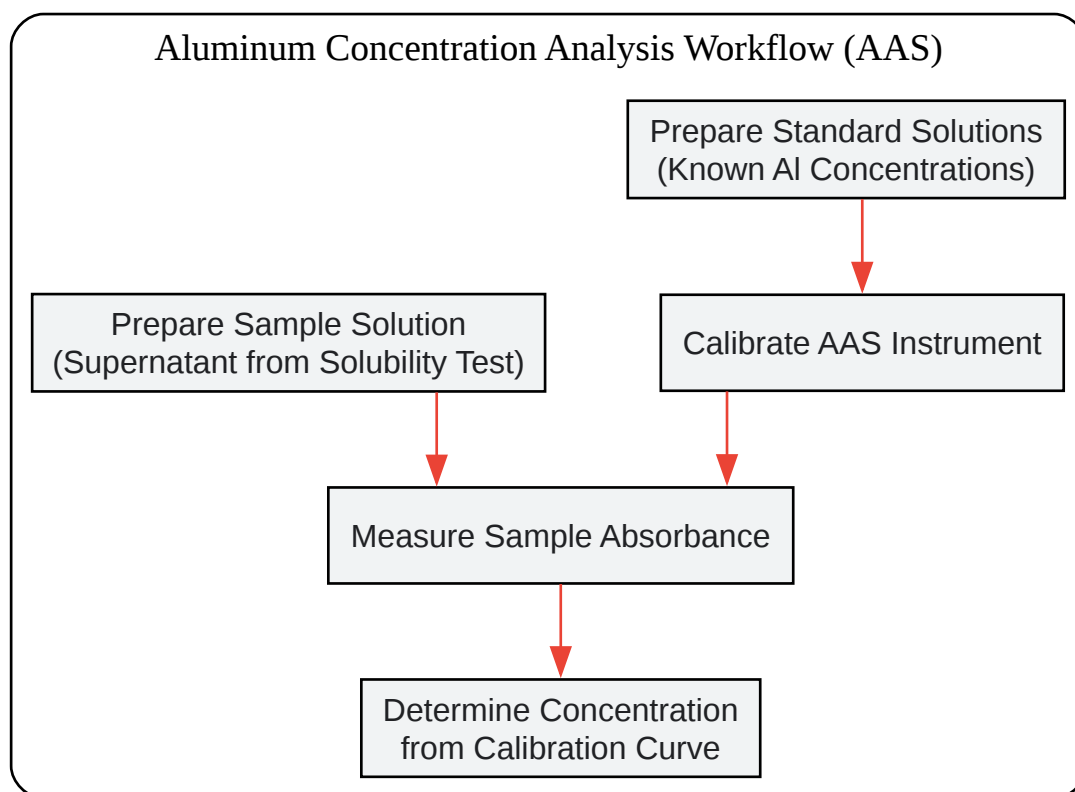 Aluminum Concentration Analysis Workflow (AAS)
Prepare Standard Solutions
(Known Al Concentrations)
Prepare Sample Solution
(Supernatant from Solubility Test)
Calibrate AAS Instrument
Measure Sample Absorbance
Determine Concentration
from Calibration Curve